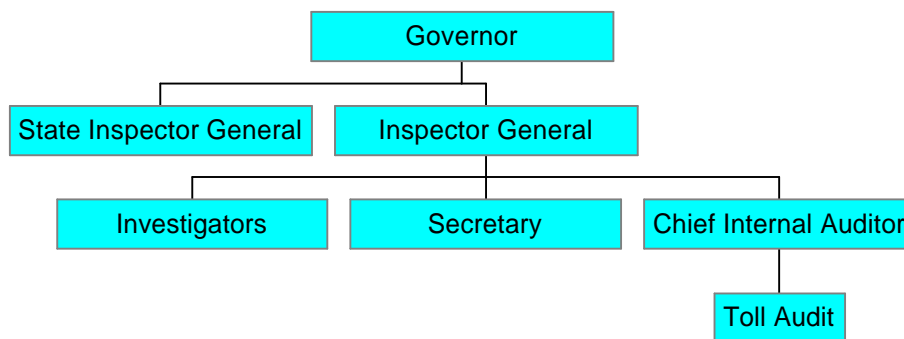 Governor
State Inspector General
Inspector General
Investigators
Secretary
Chief Internal Auditor
Toll Audit